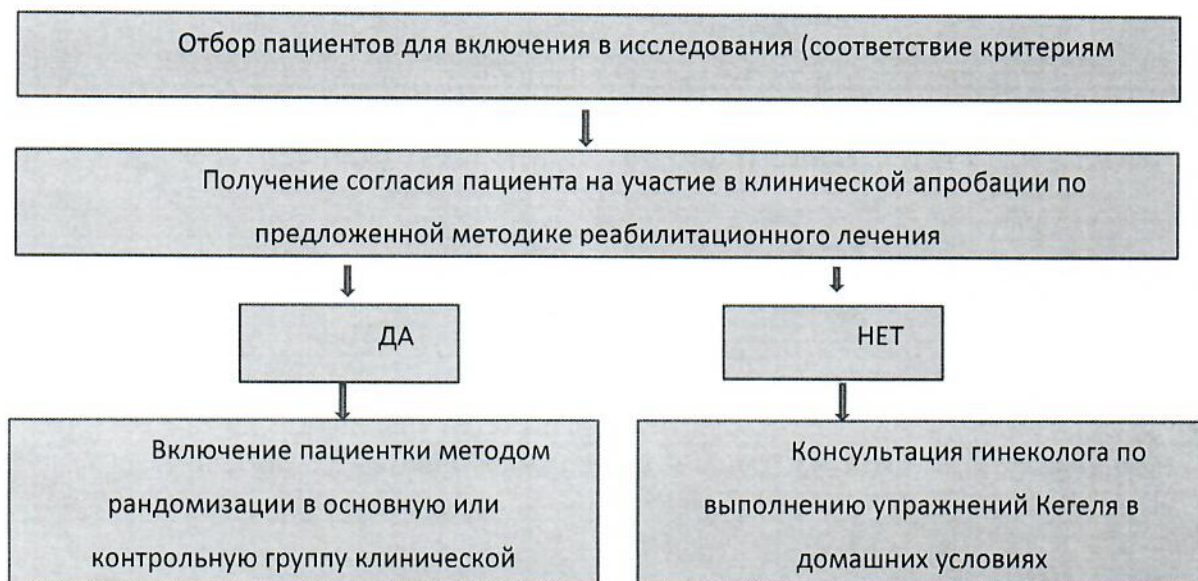 Отбор пациентов для включения в исследования (соответствие критериям
Получение согласия пациента на участие в клинической апробации по
предложенной методике реабилитационного лечения
ДА
НЕТ
Включение пациентки методом
рандомизации в основную или
контрольную группу клинической
Консультация гинеколога по
выполнению упражнений Кегеля в
домашних условиях